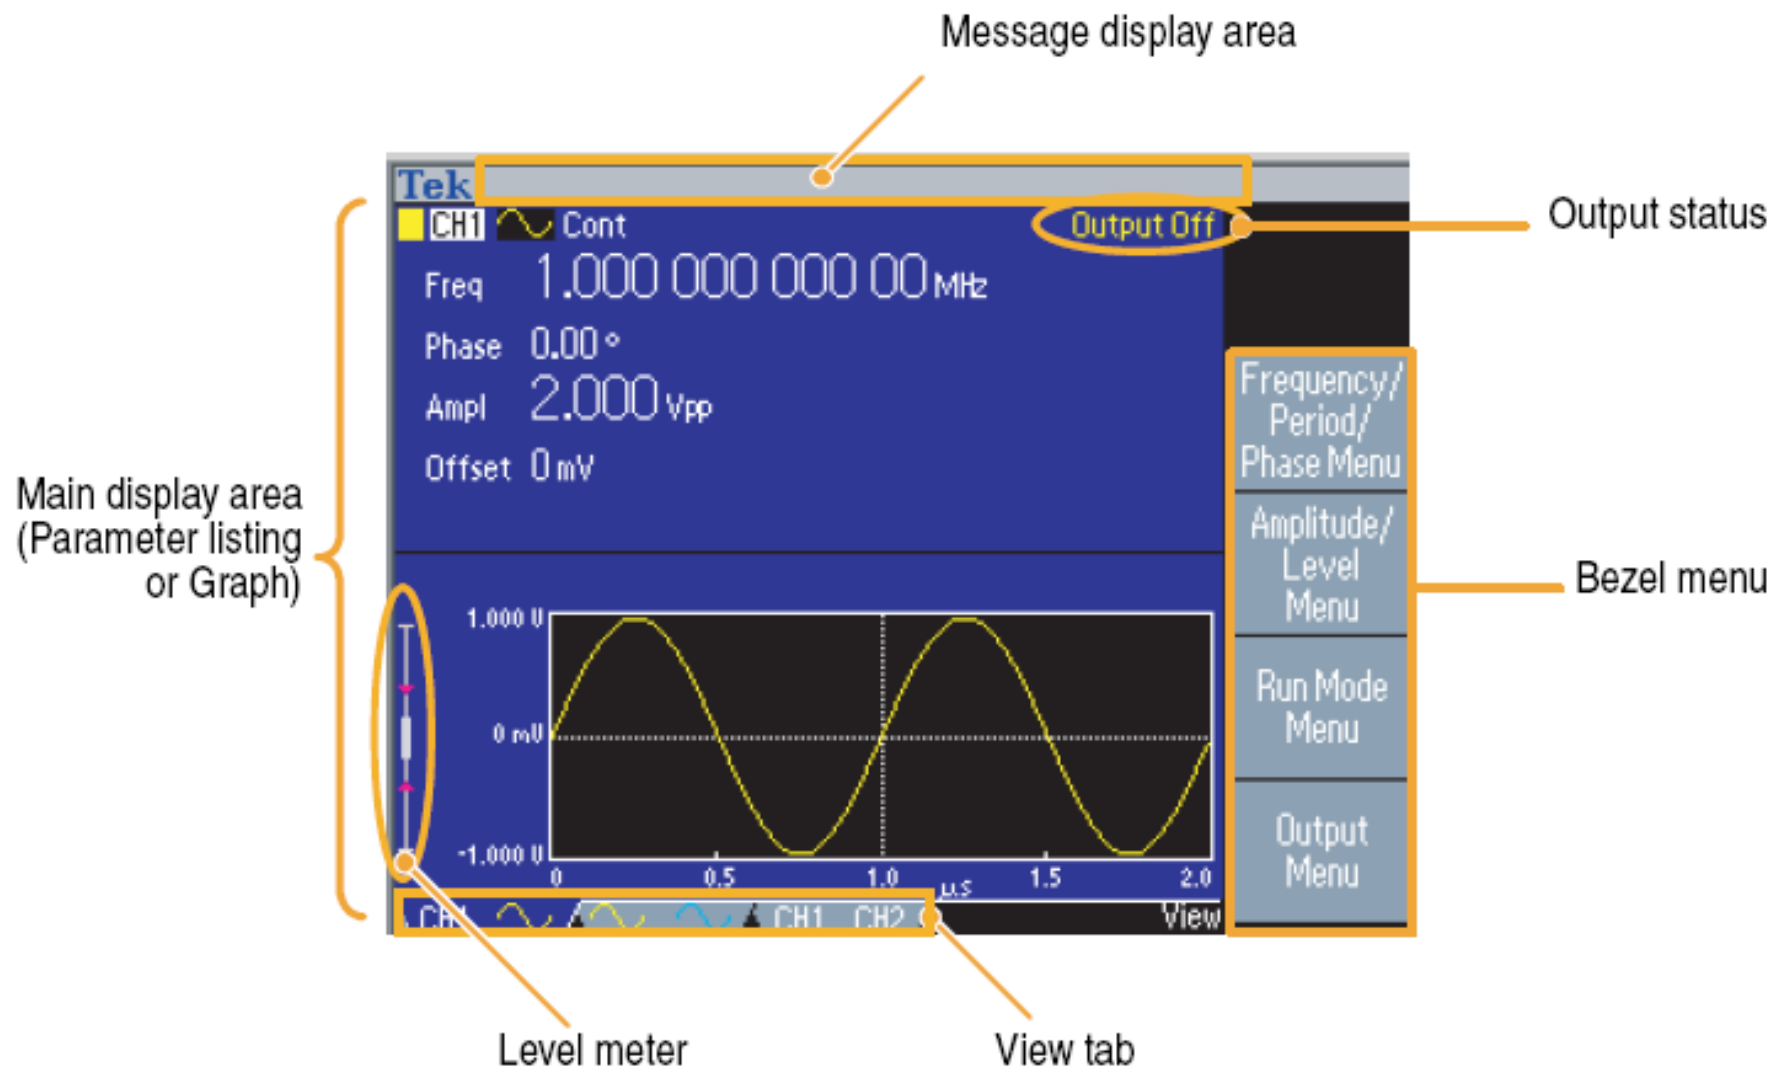 Message display area
Tek
Output status
CH1 Cont Output Off
Freq 1.000 000 000 00 MHz
Phase 0.00 °
Ampl 2.000 Vpp
Offset 0 mV
Frequency/
Period/
Phase Menu
Amplitude/
Level
Menu
Run Mode
Menu
Output
Menu
Bezel menu
Main display area
(Parameter listing
or Graph)
1.000 U
0 mU
-1.000 U
0 0.5 1.0 µs 1.5 2.0
CH1 CH1 CH2 View
Level meter
View tab